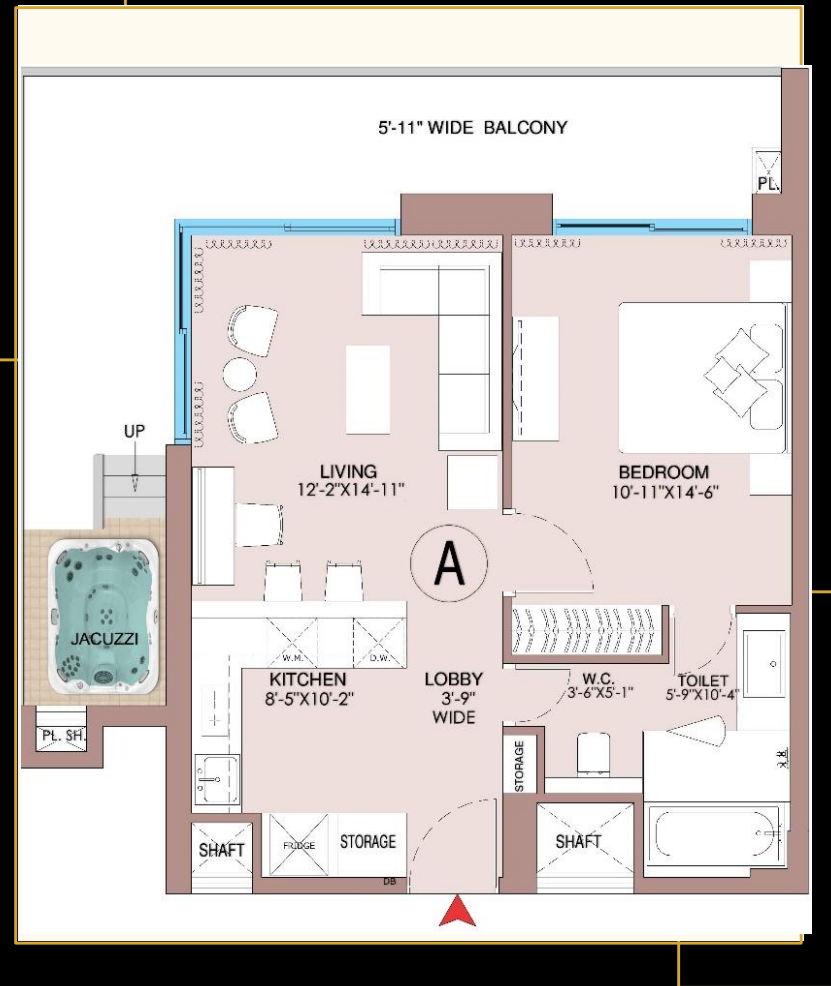 5'-11" WIDE BALCONY
PL.
UP
LIVING
12'-2"X14'-11"
BEDROOM
10'-11"X14'-6"
A
JACUZZI
W.M.
D.W.
KITCHEN
8'-5"X10'-2"
LOBBY
3'-9"
WIDE
W.C.
3'-6"X5'-1"
TOILET
5'-9"X10'-4"
PL. SH.
STORAGE
SHAFT
FRIDGE
STORAGE
SHAFT
DB